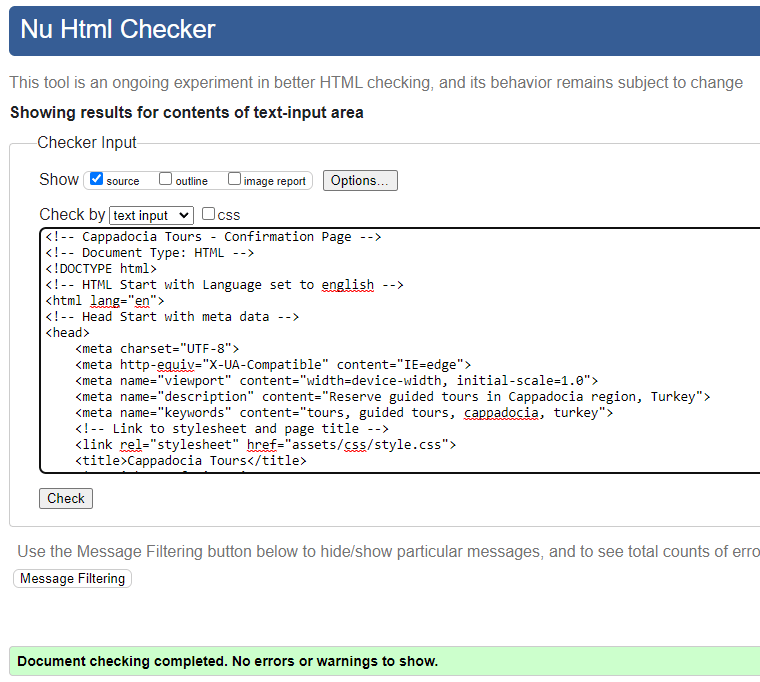 Nu Html Checker
This tool is an ongoing experiment in better HTML checking, and its behavior remains subject to change
Showing results for contents of text-input area
Checker Input
Show source outline image report Options...
Check by text input css
<!-- Cappadocia Tours - Confirmation Page -->
<!-- Document Type: HTML -->
<!DOCTYPE html>
<!-- HTML Start with Language set to english -->
<html lang="en">
<!-- Head Start with meta data -->
<head>
    <meta charset="UTF-8">
    <meta http-equiv="X-UA-Compatible" content="IE=edge">
    <meta name="viewport" content="width=device-width, initial-scale=1.0">
    <meta name="description" content="Reserve guided tours in Cappadocia region, Turkey">
    <meta name="keywords" content="tours, guided tours, cappadocia, turkey">
    <!-- Link to stylesheet and page title -->
    <link rel="stylesheet" href="assets/css/style.css">
    <title>Cappadocia Tours</title>
Check
Use the Message Filtering button below to hide/show particular messages, and to see total counts of erro
Message Filtering
Document checking completed. No errors or warnings to show.